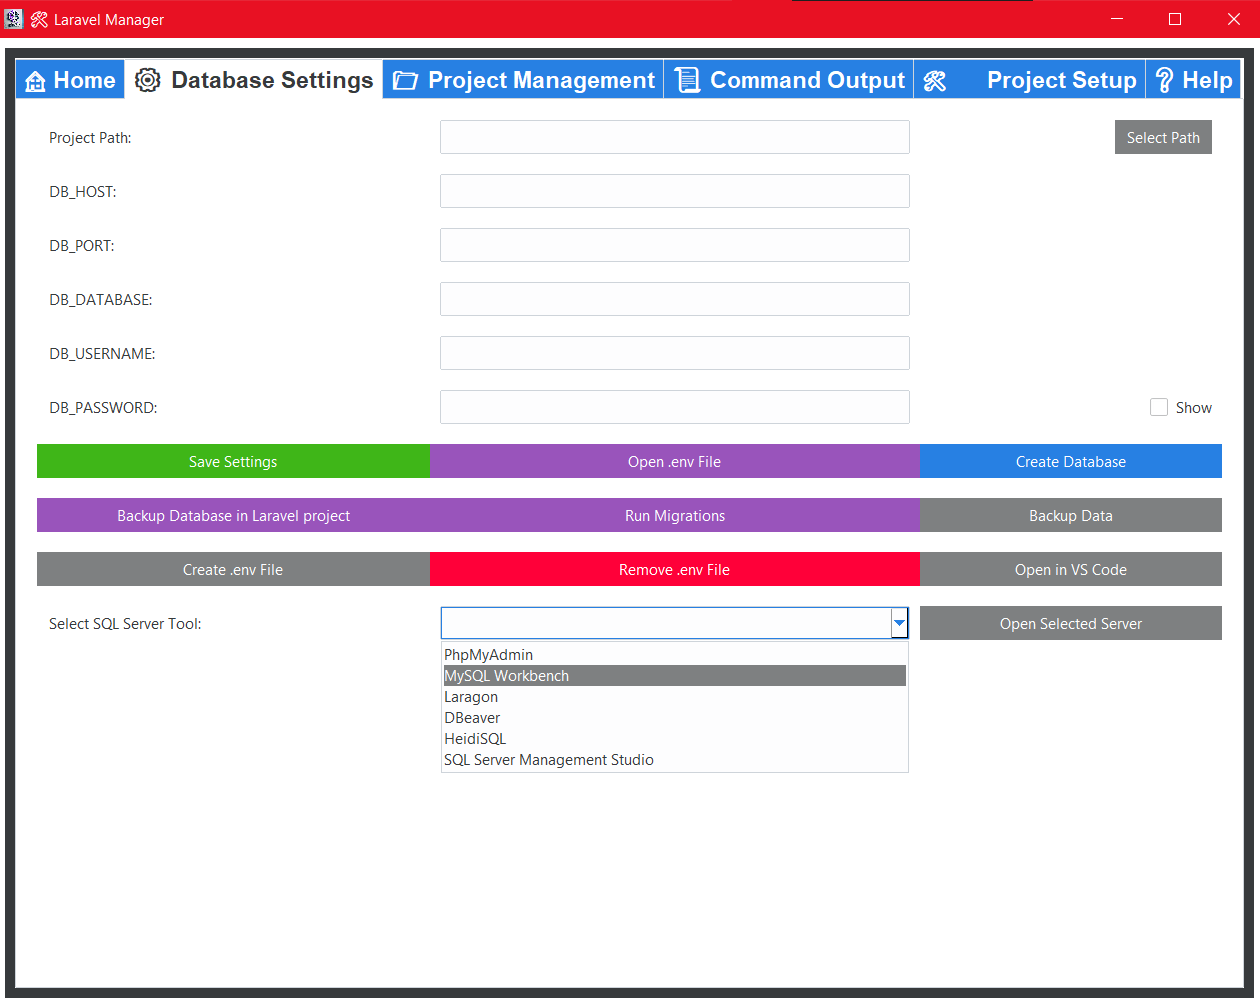 Laravel Manager
Home Database Settings Project Management Command Output Project Setup Help
Project Path: Select Path
DB_HOST:
DB_PORT:
DB_DATABASE:
DB_USERNAME:
DB_PASSWORD: Show
Save Settings Open .env File Create Database
Backup Database in Laravel project Run Migrations Backup Data
Create .env File Remove .env File Open in VS Code
Select SQL Server Tool: Open Selected Server
PhpMyAdmin
MySQL Workbench
Laragon
DBeaver
HeidiSQL
SQL Server Management Studio